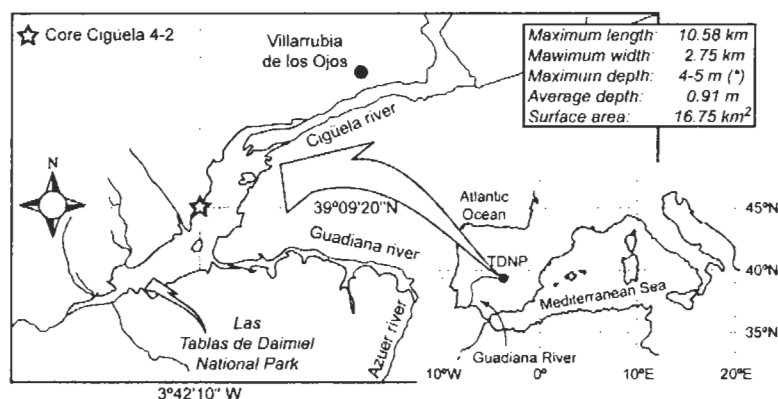 Core Cigüela 4-2
Villarrubia
de los Ojos
Maximum length: 10.58 km
Mawimum width: 2.75 km
Maximum depth: 4-5 m (*)
Average depth: 0.91 m
Surface area: 16.75 km²
Cigüela river
N
39º09'20"N
Atlantic
Ocean
45ºN
Guadiana river
TDNP
40ºN
Mediterranean Sea
Las
Tablas de Daimiel
National Park
Azuer river
35ºN
Guadiana River
3º42'10" W
10ºW
0ºE
10ºE
20ºE